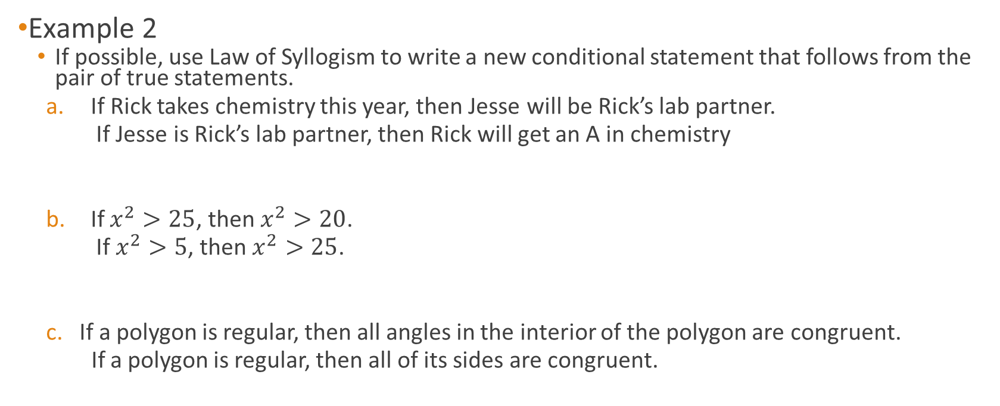 •Example 2
• If possible, use Law of Syllogism to write a new conditional statement that follows from the
pair of true statements.
a. If Rick takes chemistry this year, then Jesse will be Rick’s lab partner.
If Jesse is Rick’s lab partner, then Rick will get an A in chemistry
b. If x² > 25, then x² > 20.
If x² > 5, then x² > 25.
c. If a polygon is regular, then all angles in the interior of the polygon are congruent.
If a polygon is regular, then all of its sides are congruent.